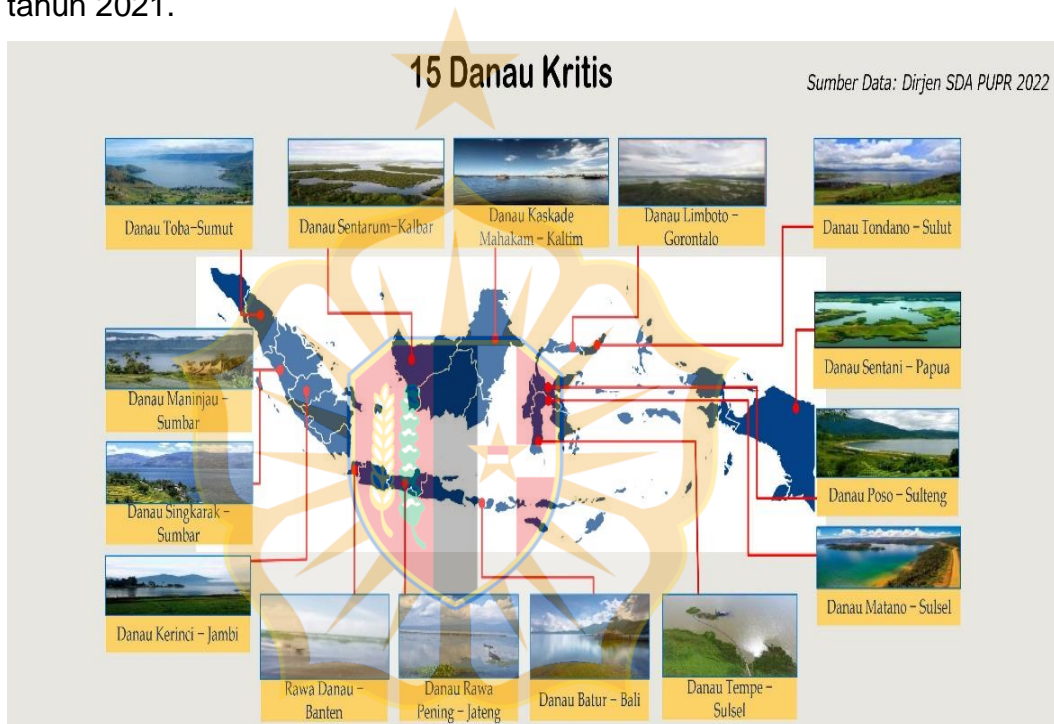 tahun 2021.
15 Danau Kritis
Sumber Data: Dirjen SDA PUPR 2022
Danau Toba-Sumut
Danau Sentarum-Kalbar
Danau Kaskade
Mahakam - Kaltim
Danau Limboto -
Gorontalo
Danau Tondano - Sulut
Danau Maninjau -
Sumbar
Danau Sentani - Papua
Danau Singkarak -
Sumbar
Danau Poso - Sulteng
Danau Kerinci - Jambi
Danau Matano - Sulsel
Rawa Danau -
Banten
Danau Rawa
Pening - Jateng
Danau Batur - Bali
Danau Tempe -
Sulsel